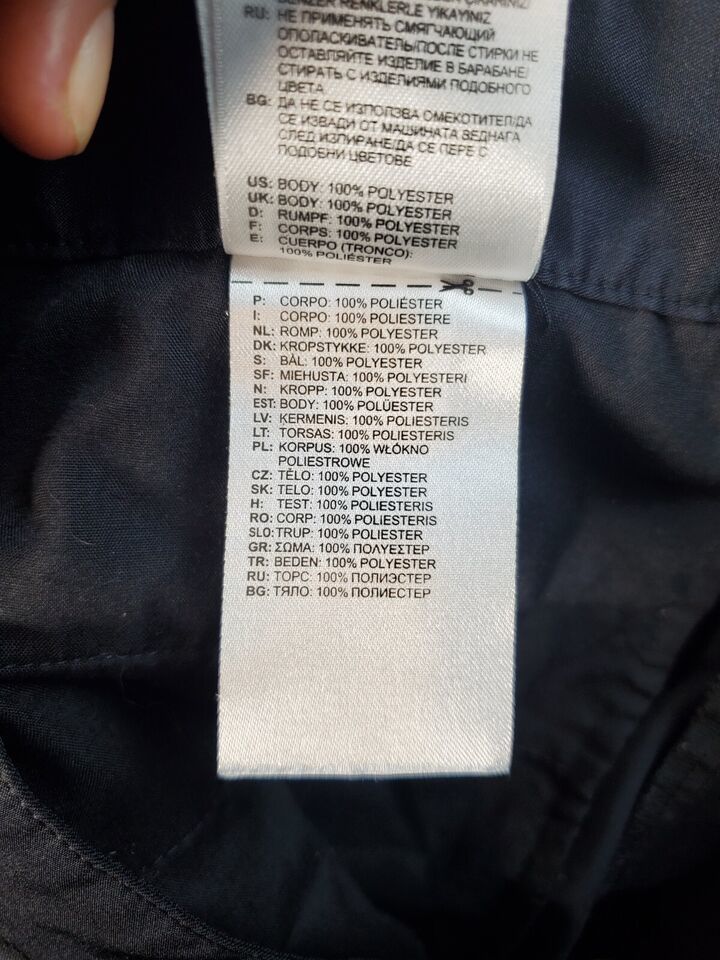 BENZER RENKLERLE YIKAYINIZ
RU: НЕ ПРИМЕНЯТЬ СМЯГЧАЮЩИЙ
ОПОЛАСКИВАТЕЛЬ/ПОСЛЕ СТИРКИ НЕ
ОСТАВЛЯЙТЕ ИЗДЕЛИЕ В БАРАБАНЕ/
СТИРАТЬ С ИЗДЕЛИЯМИ ПОДОБНОГО
ЦВЕТА
BG: ДА НЕ СЕ ИЗПОЛЗВА ОМЕКОТИТЕЛ/ДА
СЕ ИЗВАДИ ОТ МАШИНАТА ВЕДНАГА
СЛЕД ИЗПИРАНЕ/ДА СЕ ПЕРЕ С
ПОДОБНИ ЦВЕТОВЕ
US: BODY: 100% POLYESTER
UK: BODY: 100% POLYESTER
D: RUMPF: 100% POLYESTER
F: CORPS: 100% POLYESTER
E: CUERPO (TRONCO):
100% POLIÉSTER
P: CORPO: 100% POLIÉSTER
I: CORPO: 100% POLIESTERE
NL: ROMP: 100% POLYESTER
DK: KROPSTYKKE: 100% POLYESTER
S: BÅL: 100% POLYESTER
SF: MIEHUSTA: 100% POLYESTERI
N: KROPP: 100% POLYESTER
EST: BODY: 100% POLÜESTER
LV: ĶERMENIS: 100% POLIESTERIS
LT: TORSAS: 100% POLIESTERIS
PL: KORPUS: 100% WŁÓKNO
POLIESTROWE
CZ: TĚLO: 100% POLYESTER
SK: TELO: 100% POLYESTER
H: TEST: 100% POLIESTERIS
RO: CORP: 100% POLIESTERIS
SLO: TRUP: 100% POLIESTER
GR: ΣΩΜΑ: 100% ΠΟΛΥΕΣΤΕΡ
TR: BEDEN: 100% POLYESTER
RU: ТОРС: 100% ПОЛИЭСТЕР
BG: ТЯЛО: 100% ПОЛИЕСТЕР